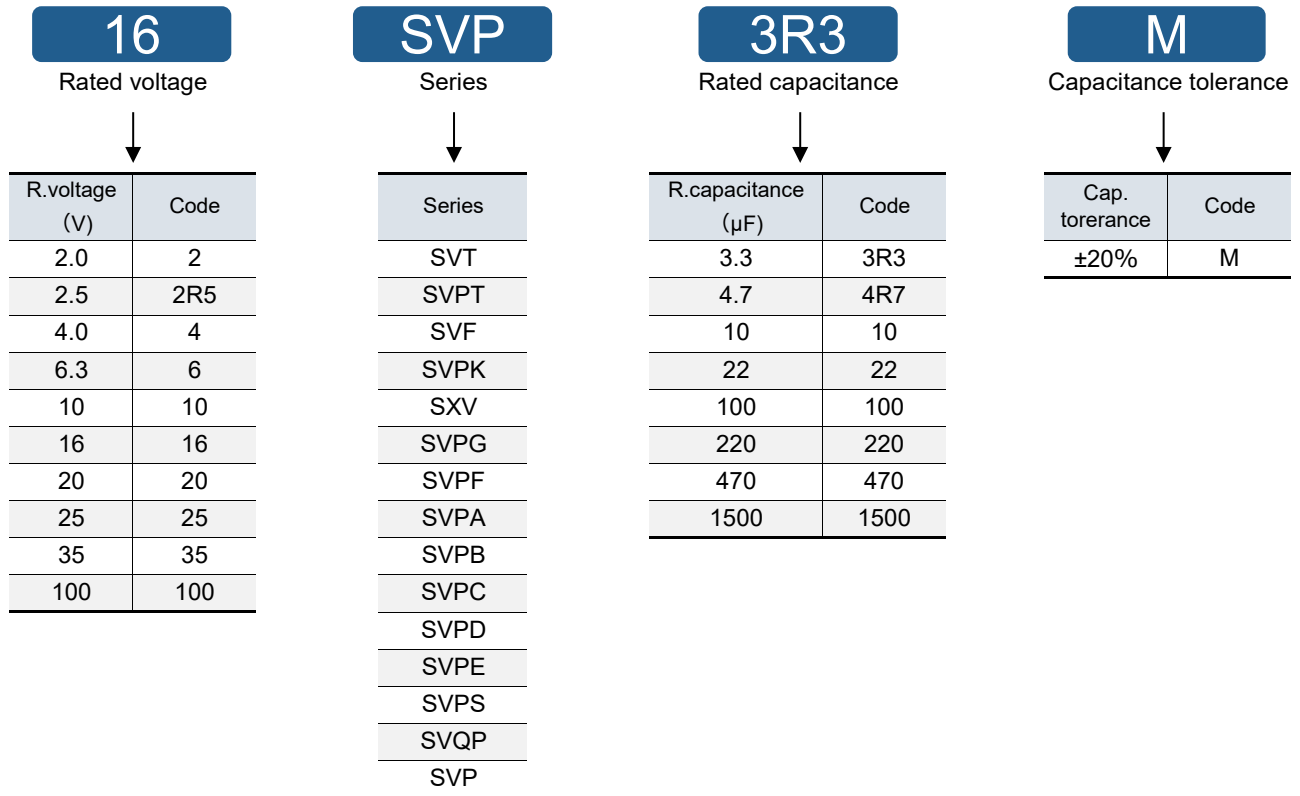 16 SVP 3R3 M
Rated voltage Series Rated capacitance Capacitance tolerance
R.voltage
（V)
Code
2.0 2
2.5 2R5
4.0 4
6.3 6
10 10
16 16
20 20
25 25
35 35
100 100
Series
SVT
SVPT
SVF
SVPK
SXV
SVPG
SVPF
SVPA
SVPB
SVPC
SVPD
SVPE
SVPS
SVQP
SVP
R.capacitance
（µF)
Code
3.3 3R3
4.7 4R7
10 10
22 22
100 100
220 220
470 470
1500 1500
Cap.
torerance
Code
±20% M